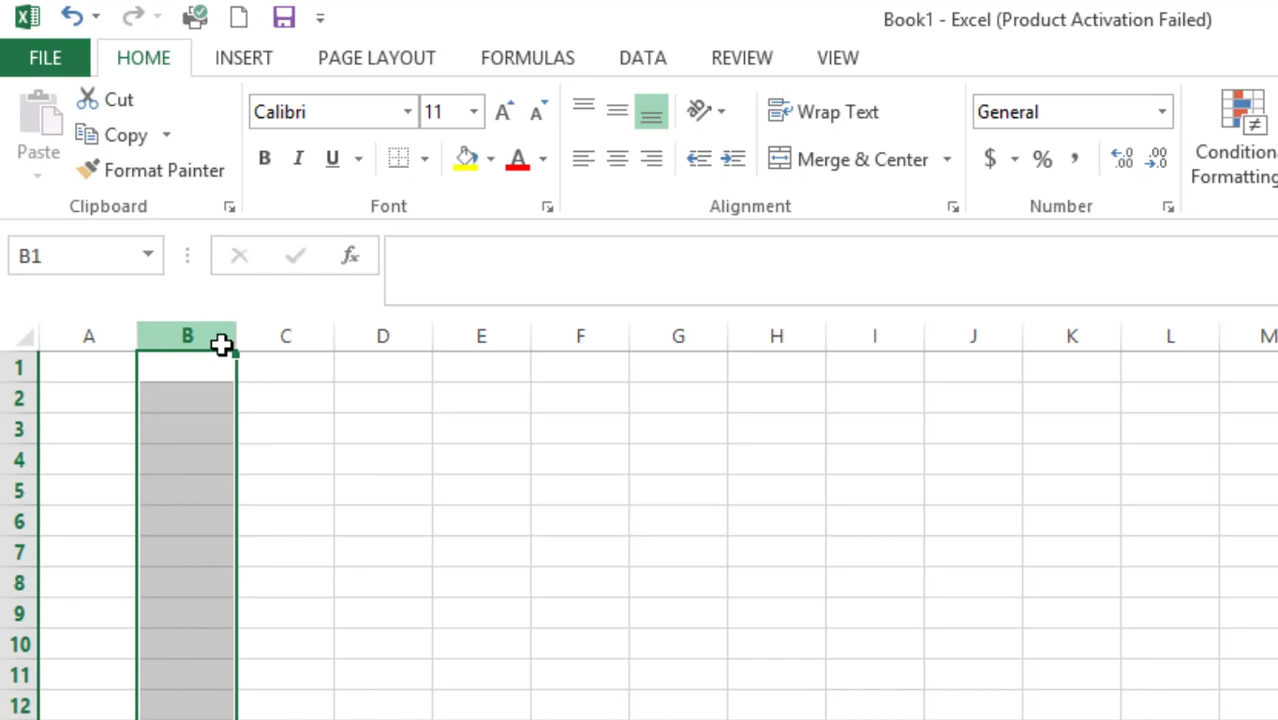 Book1 - Excel (Product Activation Failed)
FILE HOME INSERT PAGE LAYOUT FORMULAS DATA REVIEW VIEW
Paste
Cut
Copy
Format Painter
Clipboard
Calibri 11 A A
B I U A
Font
Wrap Text
Merge & Center
Alignment
General
$ % , .00 .00
Number
Condition
Formatting
B1 fx
A B C D E F G H I J K L M
1
2
3
4
5
6
7
8
9
10
11
12